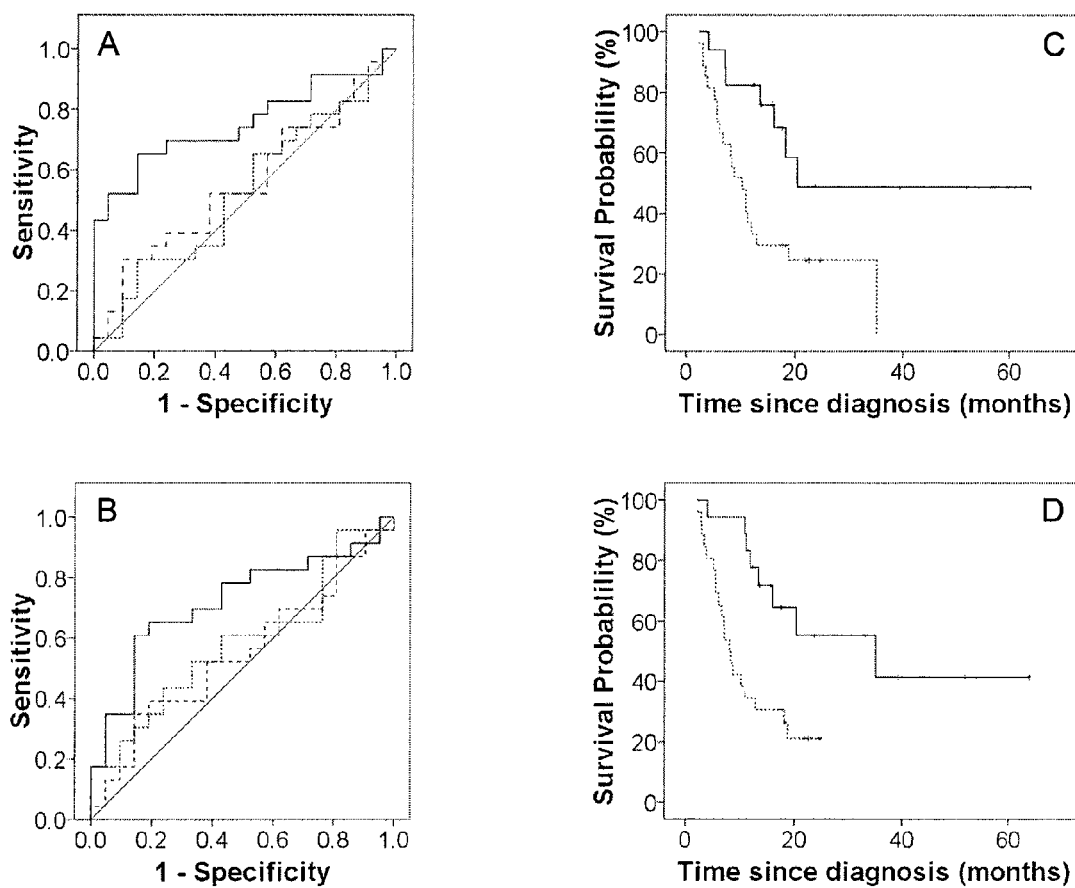 A
Sensitivity
1.0
0.8
0.6
0.4
0.2
0.0
0.0 0.2 0.4 0.6 0.8 1.0
1 - Specificity
C
Survival Probablility (%)
100
80
60
40
20
0
0 20 40 60
Time since diagnosis (months)
B
Sensitivity
1.0
0.8
0.6
0.4
0.2
0.0
0.0 0.2 0.4 0.6 0.8 1.0
1 - Specificity
D
Survival Probablility (%)
100
80
60
40
20
0
0 20 40 60
Time since diagnosis (months)